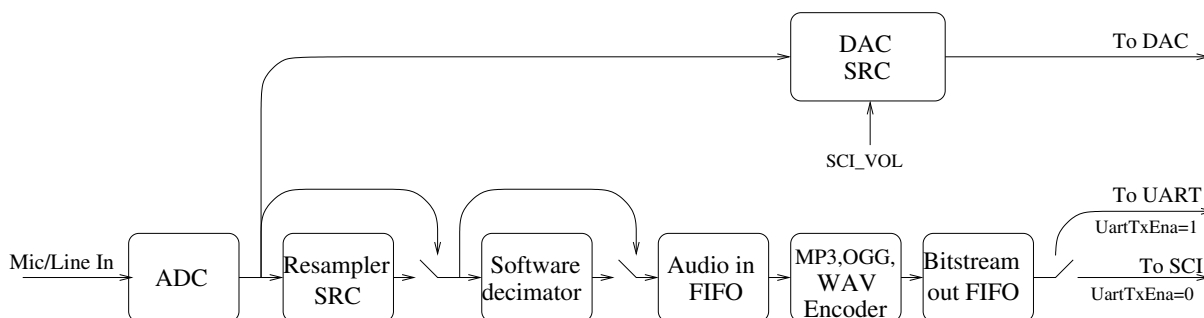 DAC
SRC
To DAC
SCI_VOL
To UART
UartTxEna=1
Mic/Line In
ADC
Resampler
SRC
Software
decimator
Audio in
FIFO
MP3,OGG,
WAV
Encoder
Bitstream
out FIFO
To SCI
UartTxEna=0